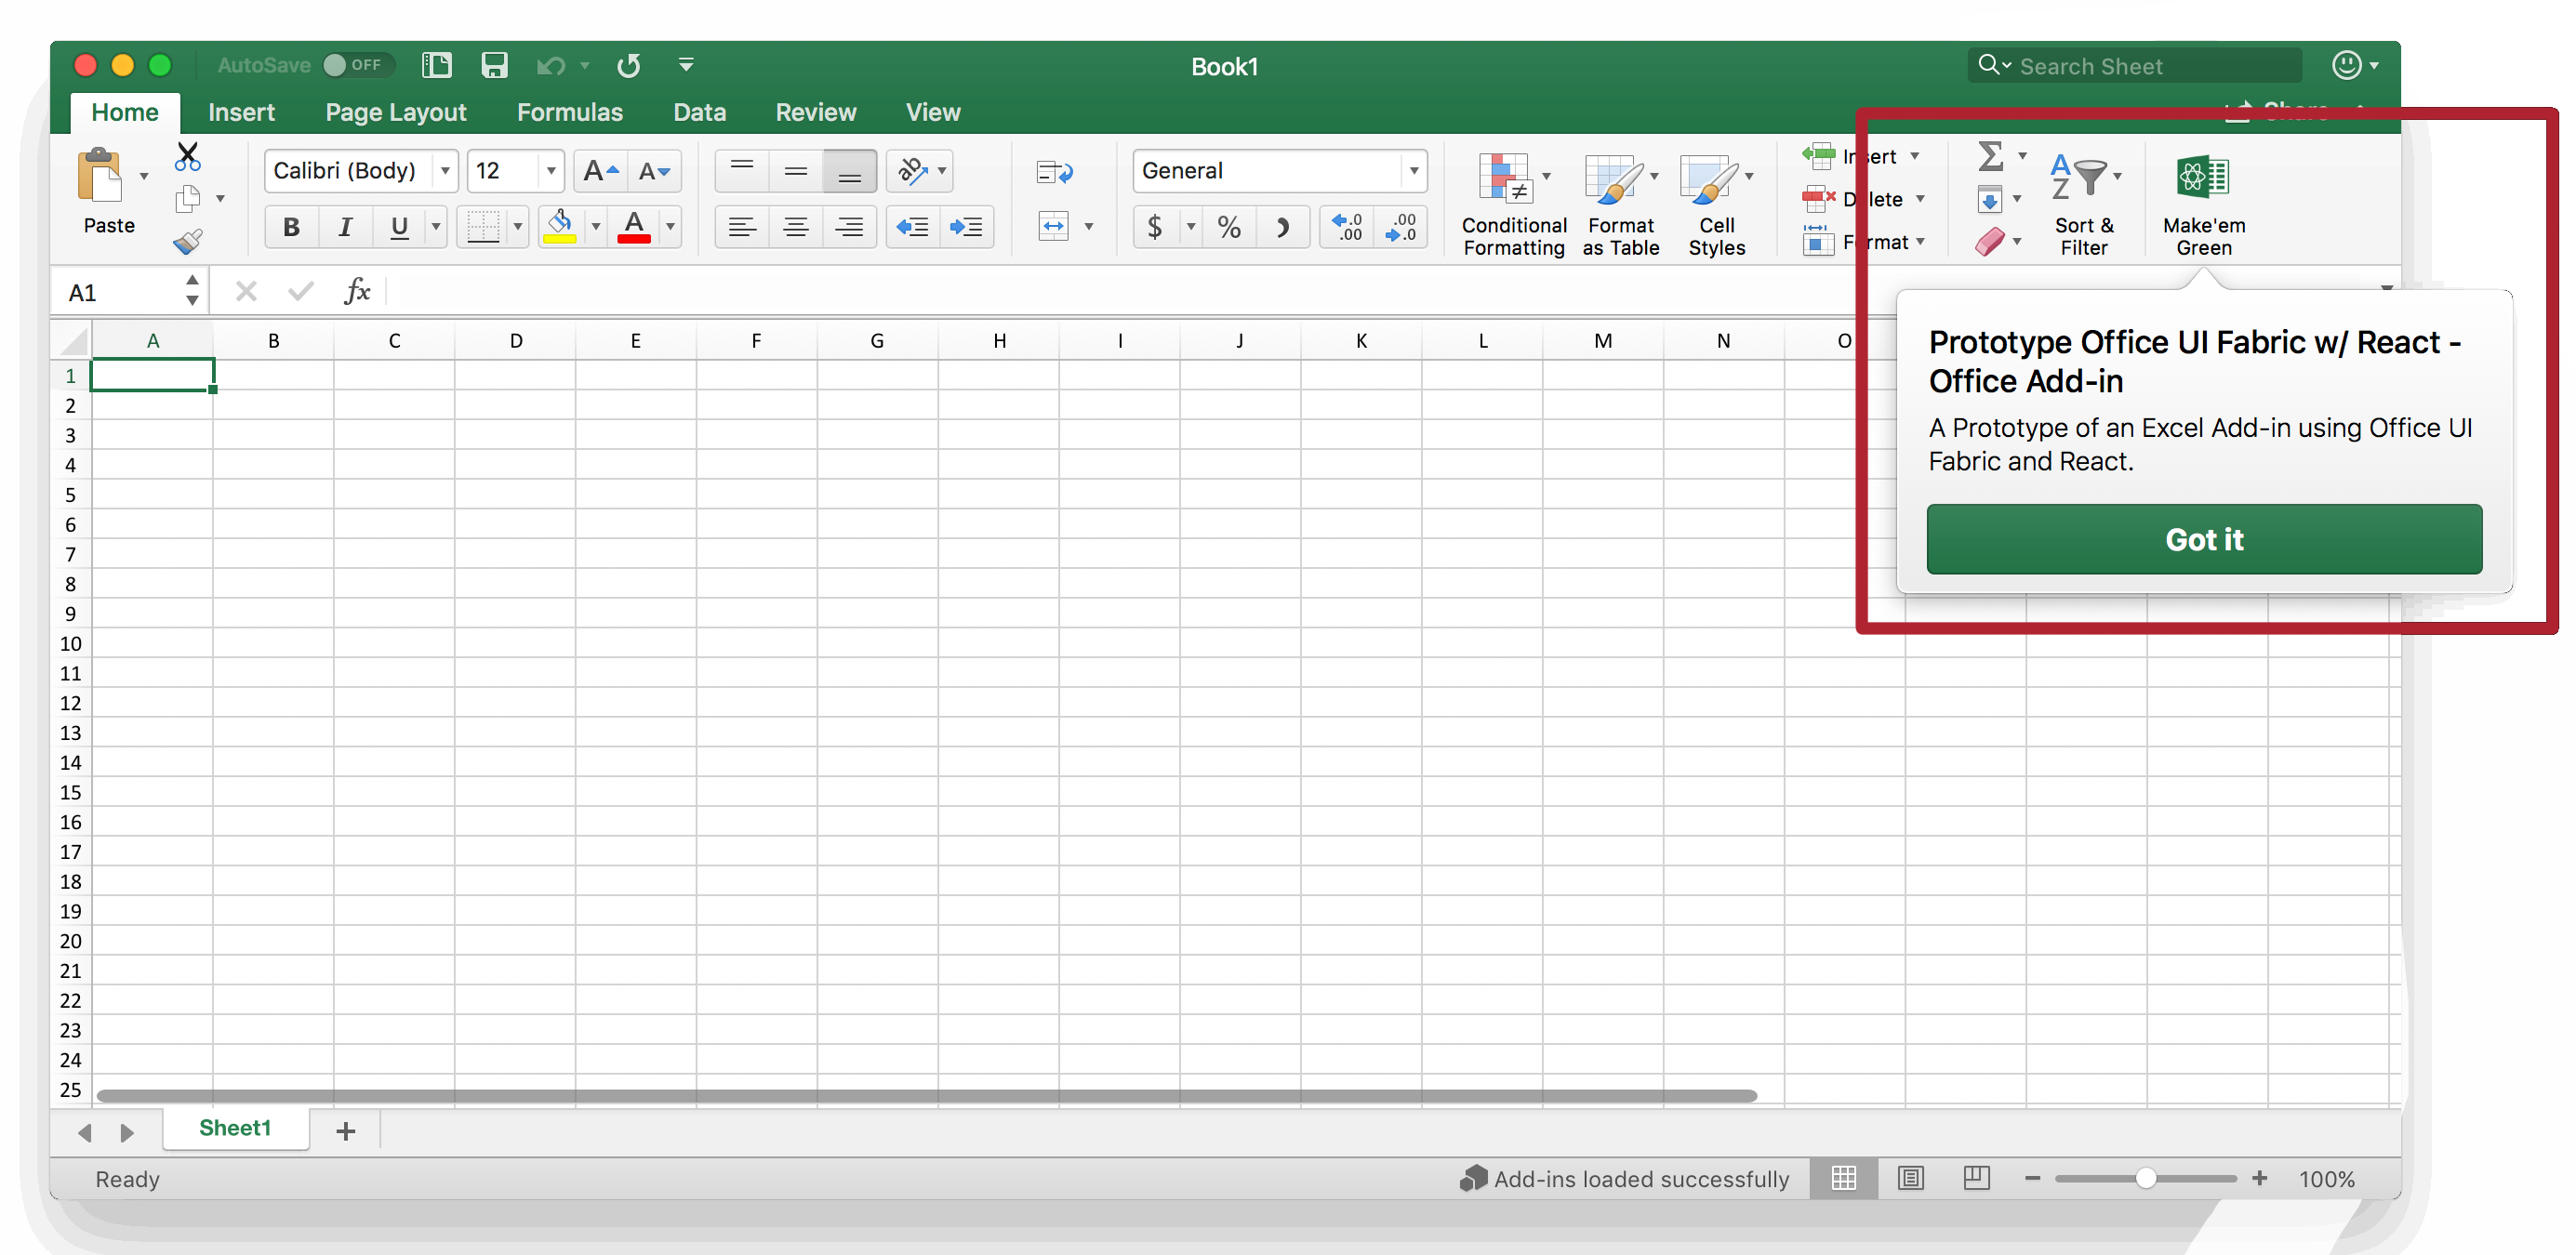 AutoSave OFF Book1 Search Sheet
Home Insert Page Layout Formulas Data Review View Share
Calibri (Body) 12 General Insert
Delete
Format
Paste
B I U $ % .0 .00 .00 .0
Conditional Formatting
Format as Table
Cell Styles
Sort & Filter
Make'em Green
A1 fx
A B C D E F G H I J K L M N O
1
2
3
4
5
6
7
8
9
10
11
12
13
14
15
16
17
18
19
20
21
22
23
24
25
Prototype Office UI Fabric w/ React -
Office Add-in
A Prototype of an Excel Add-in using Office UI
Fabric and React.
Got it
Sheet1 +
Ready Add-ins loaded successfully 100%